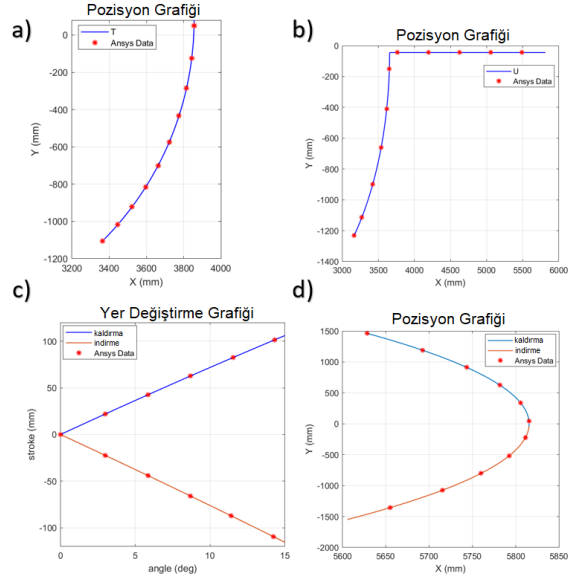 a)
Pozisyon Grafiği
T
Ansys Data
0
-200
-400
-600
-800
-1000
-1200
Y (mm)
3200 3400 3600 3800 4000
X (mm)
b)
Pozisyon Grafiği
U
Ansys Data
0
-200
-400
-600
-800
-1000
-1200
Y (mm)
3000 3500 4000 4500 5000 5500 6000
X (mm)
c)
Yer Değiştirme Grafiği
kaldırma
indirme
Ansys Data
100
50
0
-50
-100
stroke (mm)
0 5 10 15
angle (deg)
d)
Pozisyon Grafiği
kaldırma
indirme
Ansys Data
1500
1000
500
0
-500
-1000
-1500
-2000
Y (mm)
5600 5650 5700 5750 5800 5850
X (mm)